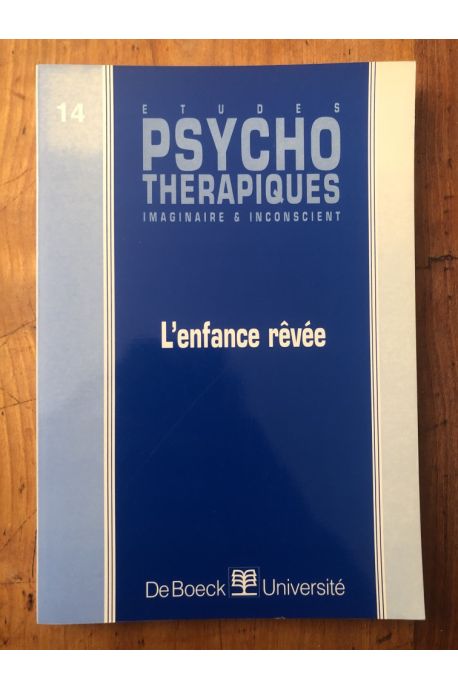 14
ETUDES
PSYCHO
THERAPIQUES
IMAGINAIRE & INCONSCIENT
L'enfance rêvée
De Boeck Université